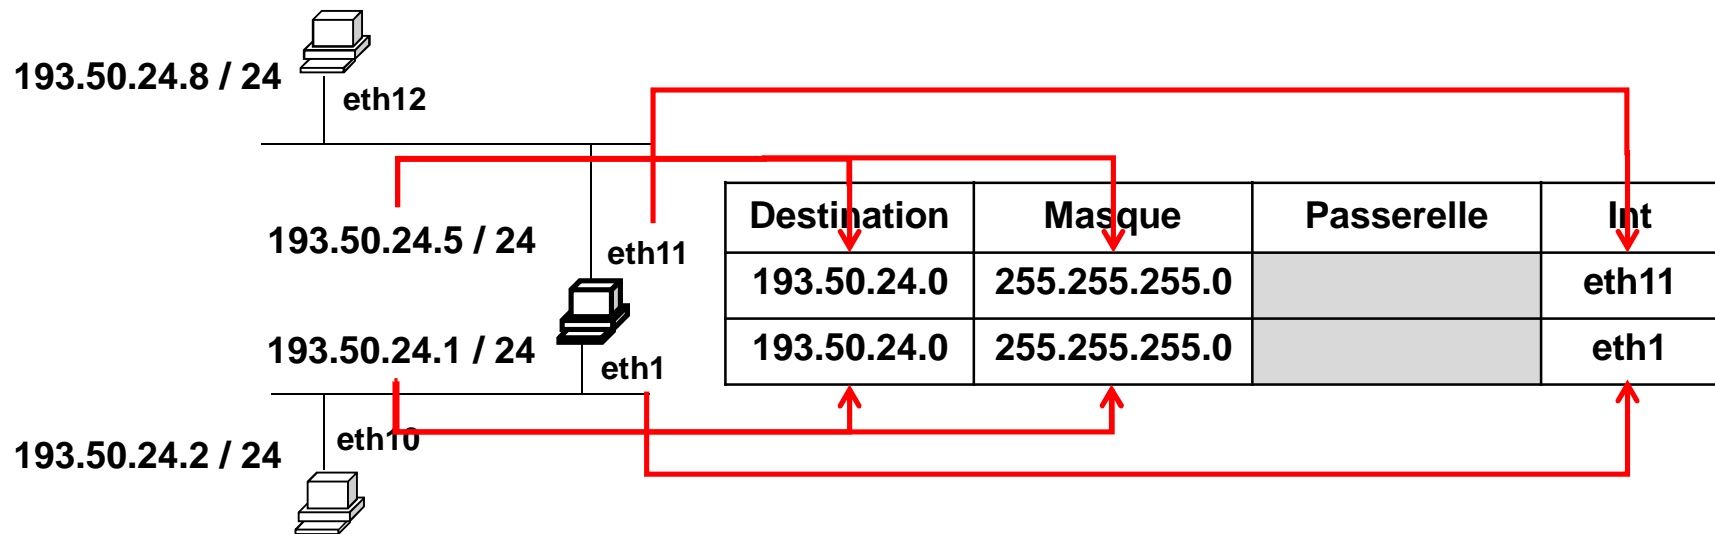 193.50.24.8 / 24
eth12
193.50.24.5 / 24
eth11
193.50.24.1 / 24
eth1
193.50.24.2 / 24
eth10
Destination Masque Passerelle Int
193.50.24.0 255.255.255.0 eth11
193.50.24.0 255.255.255.0 eth1